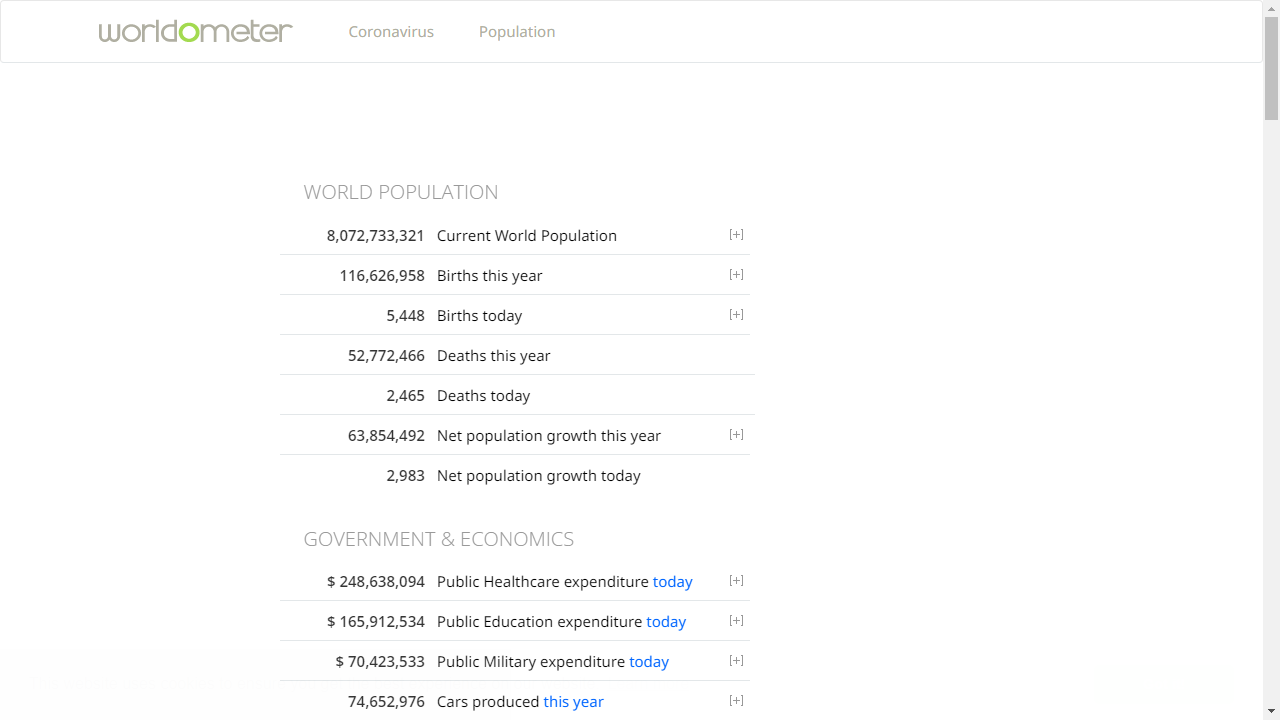 worldometer Coronavirus Population
WORLD POPULATION
8,072,733,321 Current World Population [+]
116,626,958 Births this year [+]
5,448 Births today [+]
52,772,466 Deaths this year
2,465 Deaths today
63,854,492 Net population growth this year [+]
2,983 Net population growth today
GOVERNMENT & ECONOMICS
$ 248,638,094 Public Healthcare expenditure today [+]
$ 165,912,534 Public Education expenditure today [+]
$ 70,423,533 Public Military expenditure today [+]
74,652,976 Cars produced this year [+]